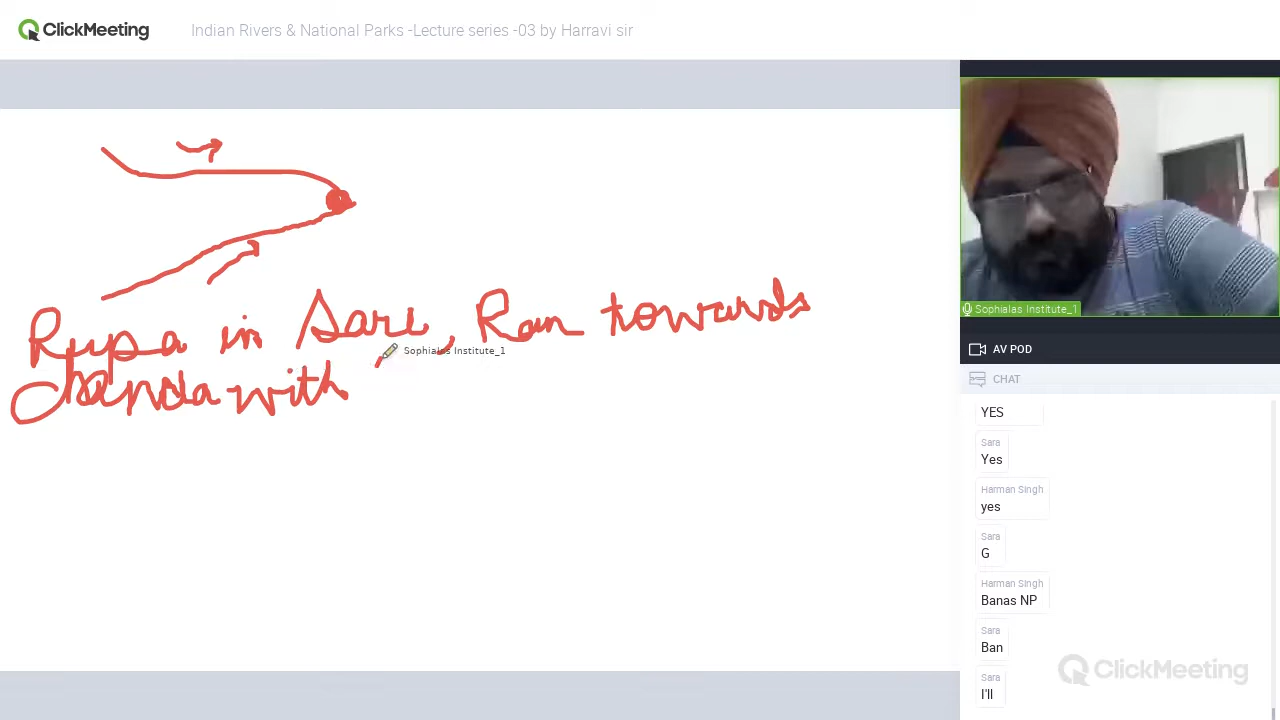 ClickMeeting
Indian Rivers & National Parks -Lecture series -03 by Harravi sir
Rupa in Sari, Ran towards
Sophialas Institute_1
with
Sophialas Institute_1
AV POD
CHAT
YES
Sara
Yes
Harman Singh
yes
Sara
G
Harman Singh
Banas NP
Sara
Ban
Sara
I'll
ClickMeeting